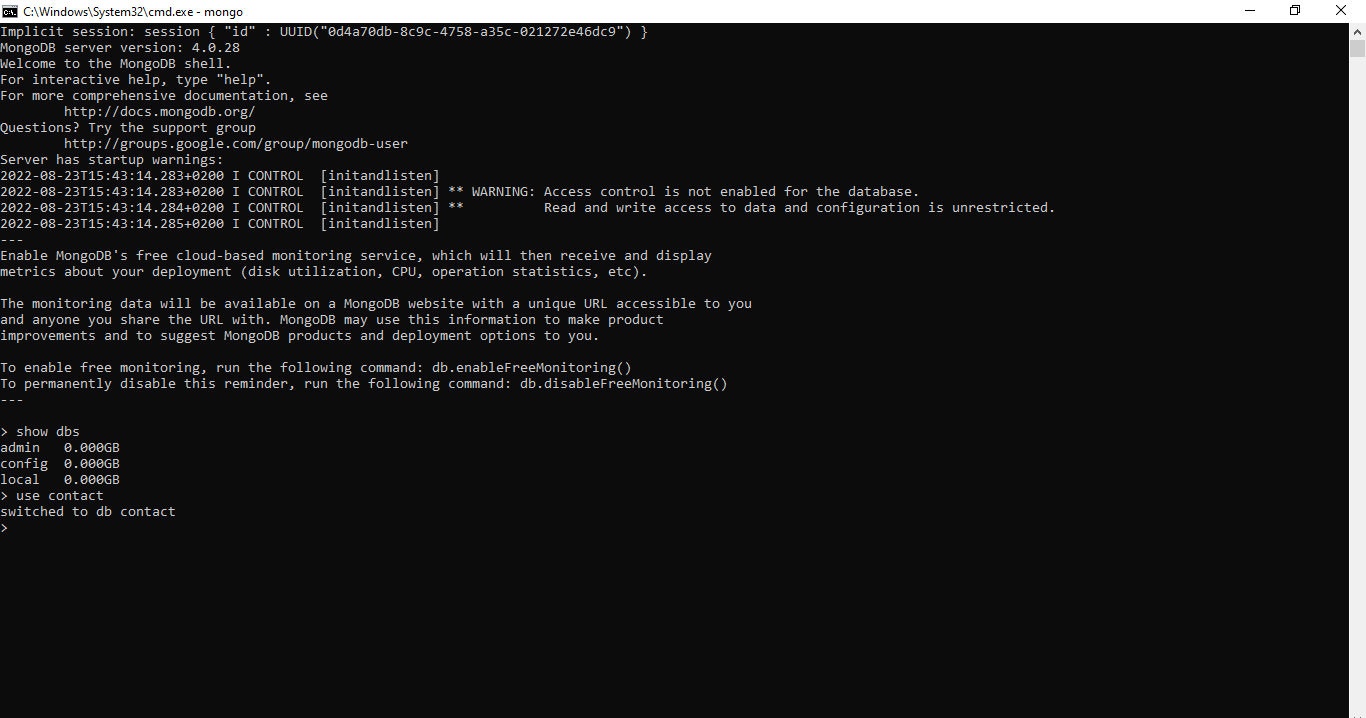 C:\Windows\System32\cmd.exe - mongo
Implicit session: session { "id" : UUID("0d4a70db-8c9c-4758-a35c-021272e46dc9") }
MongoDB server version: 4.0.28
Welcome to the MongoDB shell.
For interactive help, type "help".
For more comprehensive documentation, see
        http://docs.mongodb.org/
Questions? Try the support group
        http://groups.google.com/group/mongodb-user
Server has startup warnings:
2022-08-23T15:43:14.283+0200 I CONTROL  [initandlisten]
2022-08-23T15:43:14.283+0200 I CONTROL  [initandlisten] ** WARNING: Access control is not enabled for the database.
2022-08-23T15:43:14.284+0200 I CONTROL  [initandlisten] **          Read and write access to data and configuration is unrestricted.
2022-08-23T15:43:14.285+0200 I CONTROL  [initandlisten]
---
Enable MongoDB's free cloud-based monitoring service, which will then receive and display
metrics about your deployment (disk utilization, CPU, operation statistics, etc).

The monitoring data will be available on a MongoDB website with a unique URL accessible to you
and anyone you share the URL with. MongoDB may use this information to make product
improvements and to suggest MongoDB products and deployment options to you.

To enable free monitoring, run the following command: db.enableFreeMonitoring()
To permanently disable this reminder, run the following command: db.disableFreeMonitoring()
---

> show dbs
admin   0.000GB
config  0.000GB
local   0.000GB
> use contact
switched to db contact
>